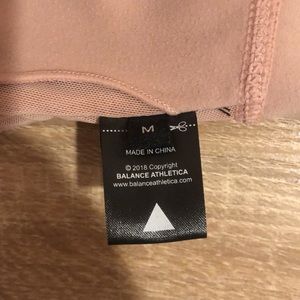 M
MADE IN CHINA
© 2018 Copyright
BALANCE ATHLETICA
www.balanceathletica.com